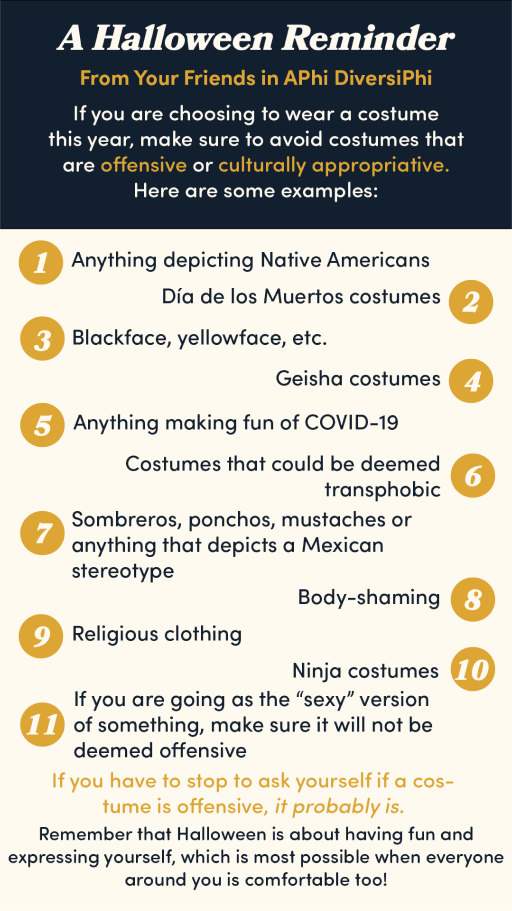 A Halloween Reminder
From Your Friends in APhi DiversiPhi
If you are choosing to wear a costume
this year, make sure to avoid costumes that
are offensive or culturally appropriative.
Here are some examples:
1 Anything depicting Native Americans
Día de los Muertos costumes 2
3 Blackface, yellowface, etc.
Geisha costumes 4
5 Anything making fun of COVID-19
Costumes that could be deemed
transphobic 6
7 Sombreros, ponchos, mustaches or
anything that depicts a Mexican
stereotype
Body-shaming 8
9 Religious clothing
Ninja costumes 10
11 If you are going as the “sexy” version
of something, make sure it will not be
deemed offensive
If you have to stop to ask yourself if a cos-
tume is offensive, it probably is.
Remember that Halloween is about having fun and
expressing yourself, which is most possible when everyone
around you is comfortable too!